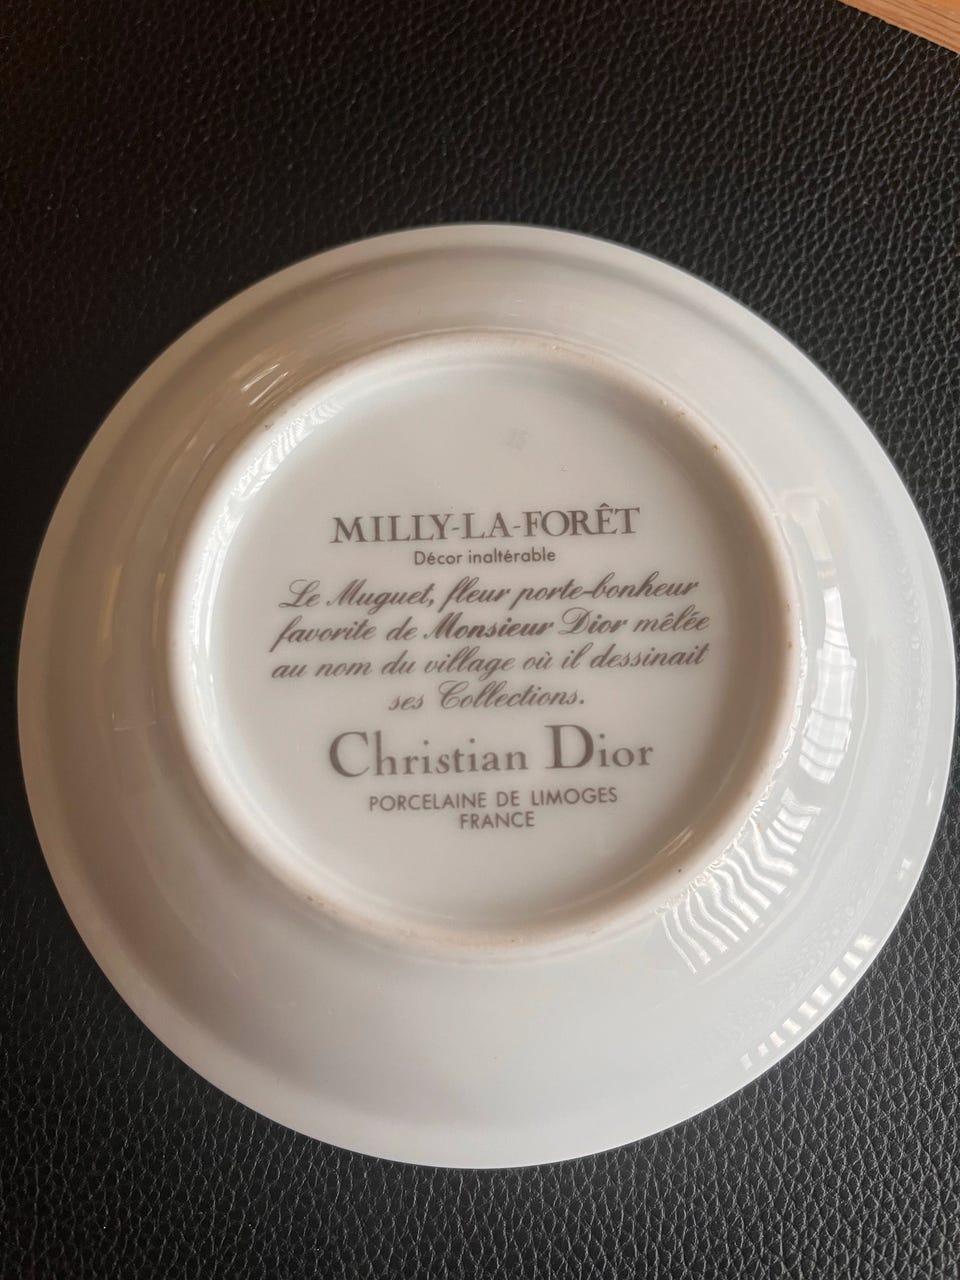 MILLY-LA-FORÊT
Décor inaltérable
Le Muguet, fleur porte-bonheur
favorite de Monsieur Dior mêlée
au nom du village où il dessinait
ses Collections.
Christian Dior
PORCELAINE DE LIMOGES
FRANCE